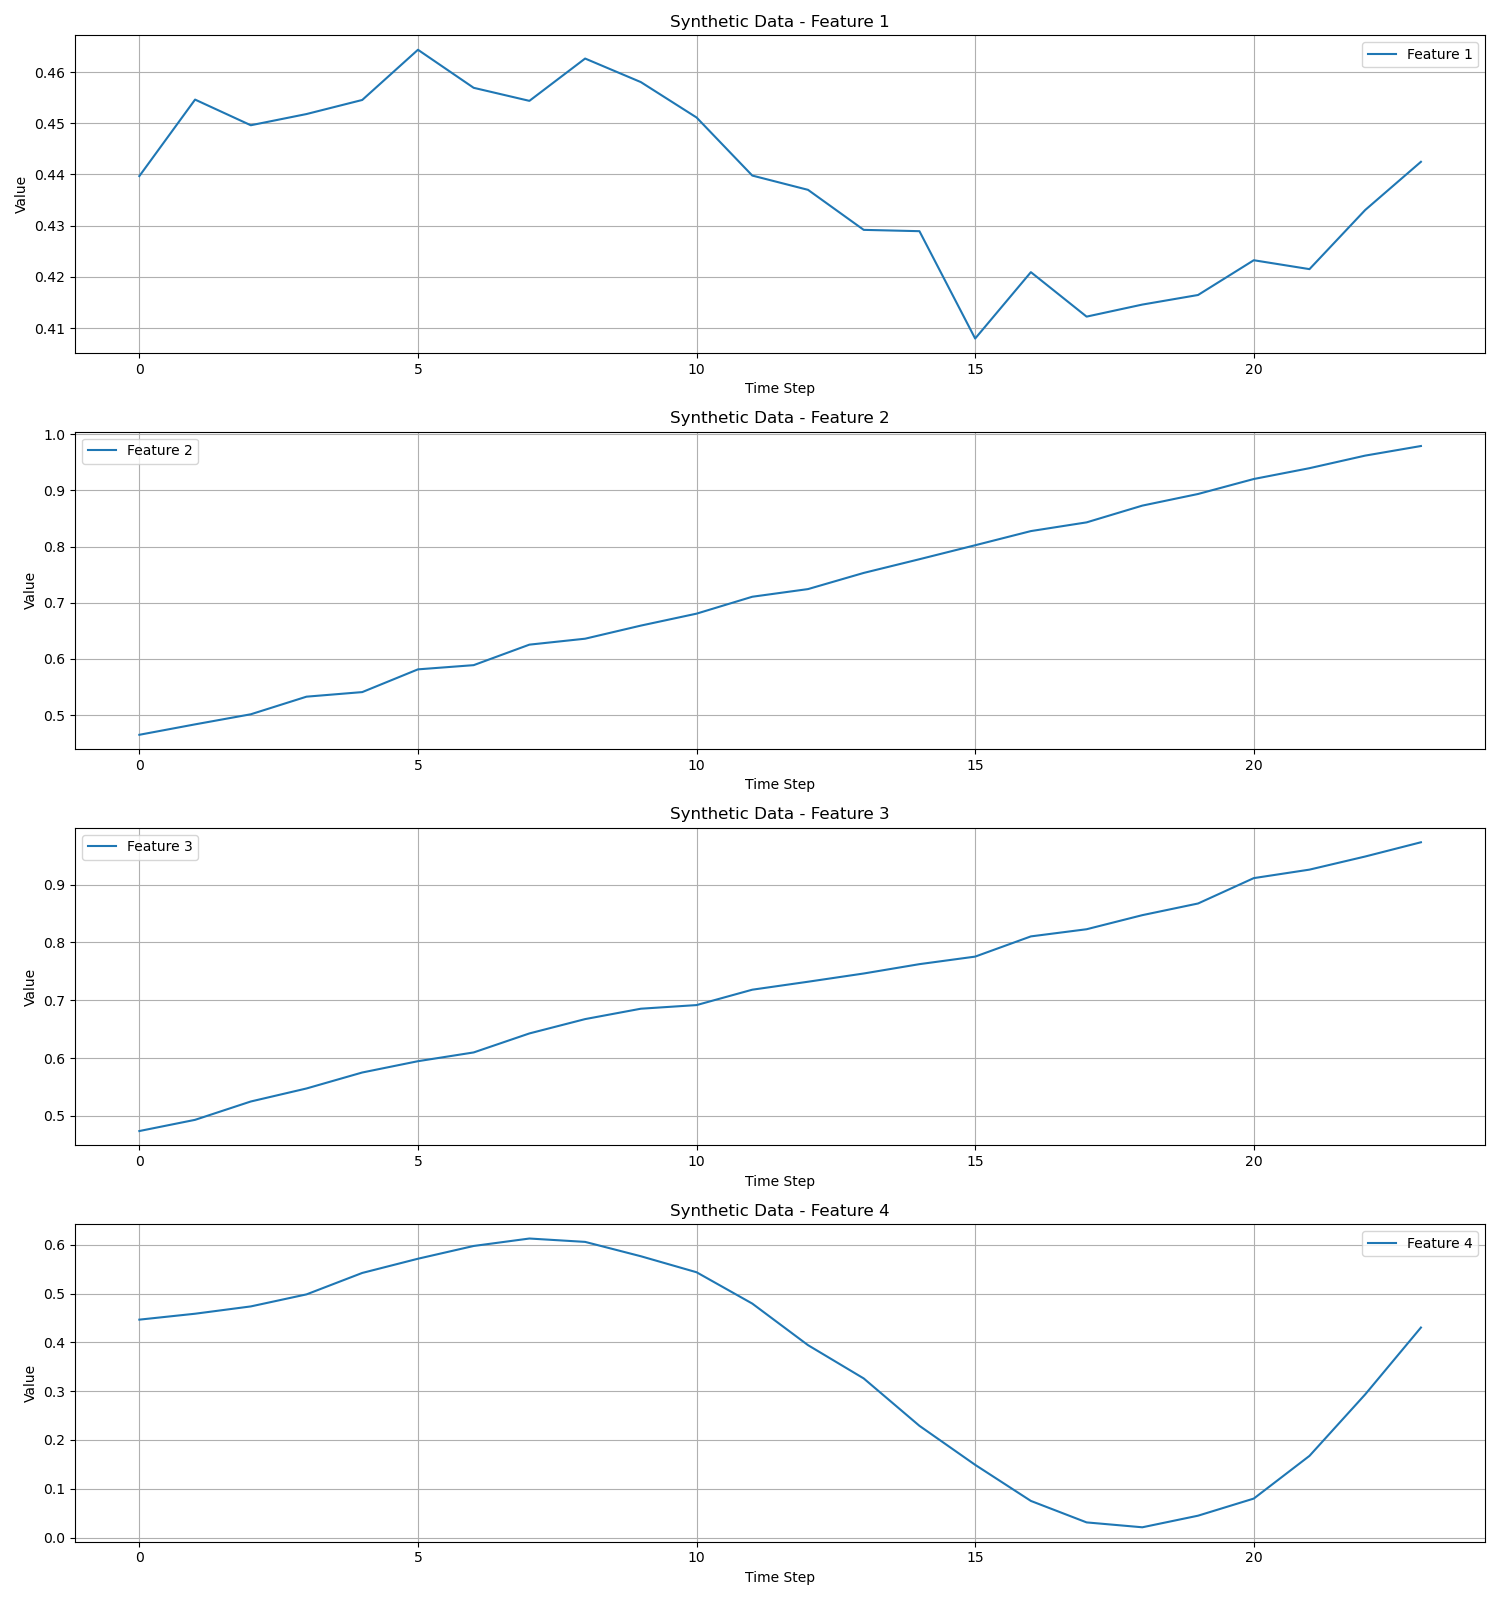 Synthetic Data - Feature 1
Feature 1
0.46
0.45
0.44
0.43
0.42
0.41
Value
0 5 10 15 20
Time Step
Synthetic Data - Feature 2
Feature 2
1.0
0.9
0.8
0.7
0.6
0.5
Value
0 5 10 15 20
Time Step
Synthetic Data - Feature 3
Feature 3
0.9
0.8
0.7
0.6
0.5
Value
0 5 10 15 20
Time Step
Synthetic Data - Feature 4
Feature 4
0.6
0.5
0.4
0.3
0.2
0.1
0.0
Value
0 5 10 15 20
Time Step